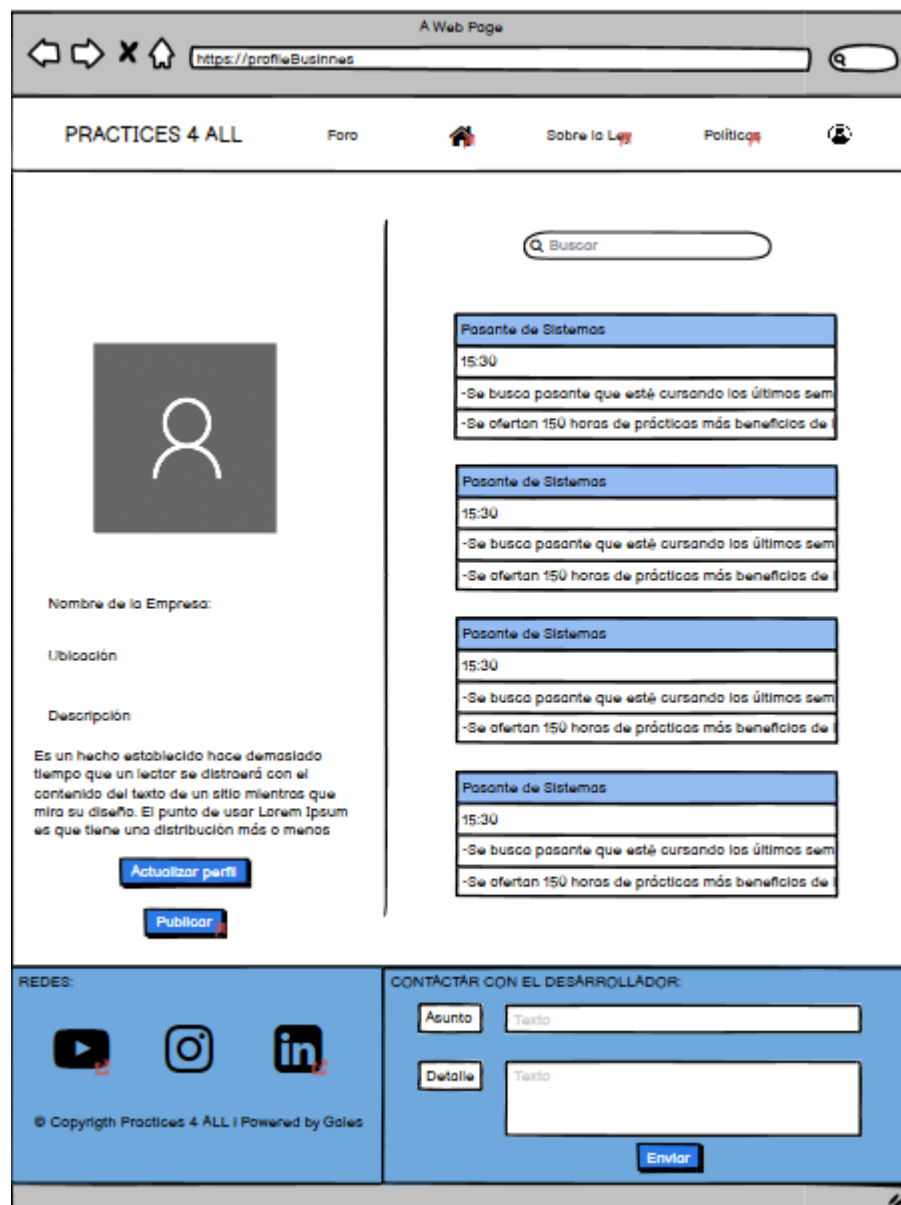 A Web Page
https://profileBusinnes
PRACTICES 4 ALL
Foro
Sobre la Ley
Políticas
Buscar
Pasante de Sistemas
15:30
-Se busca pasante que esté cursando los últimos sem
-Se ofertan 150 horas de prácticas más beneficios de l
Pasante de Sistemas
15:30
-Se busca pasante que esté cursando los últimos sem
-Se ofertan 150 horas de prácticas más beneficios de l
Pasante de Sistemas
15:30
-Se busca pasante que esté cursando los últimos sem
-Se ofertan 150 horas de prácticas más beneficios de l
Pasante de Sistemas
15:30
-Se busca pasante que esté cursando los últimos sem
-Se ofertan 150 horas de prácticas más beneficios de l
Nombre de la Empresa:
Ubicación
Descripción
Es un hecho establecido hace demasiado
tiempo que un lector se distraerá con el
contenido del texto de un sitio mientras que
mira su diseño. El punto de usar Lorem Ipsum
es que tiene una distribución más o menos
Actualizar perfil
Publicar
REDES:
in
© Copyrigth Practices 4 ALL | Powered by Gales
CONTACTAR CON EL DESARROLLADOR:
Asunto
Texto
Detalle
Texto
Enviar